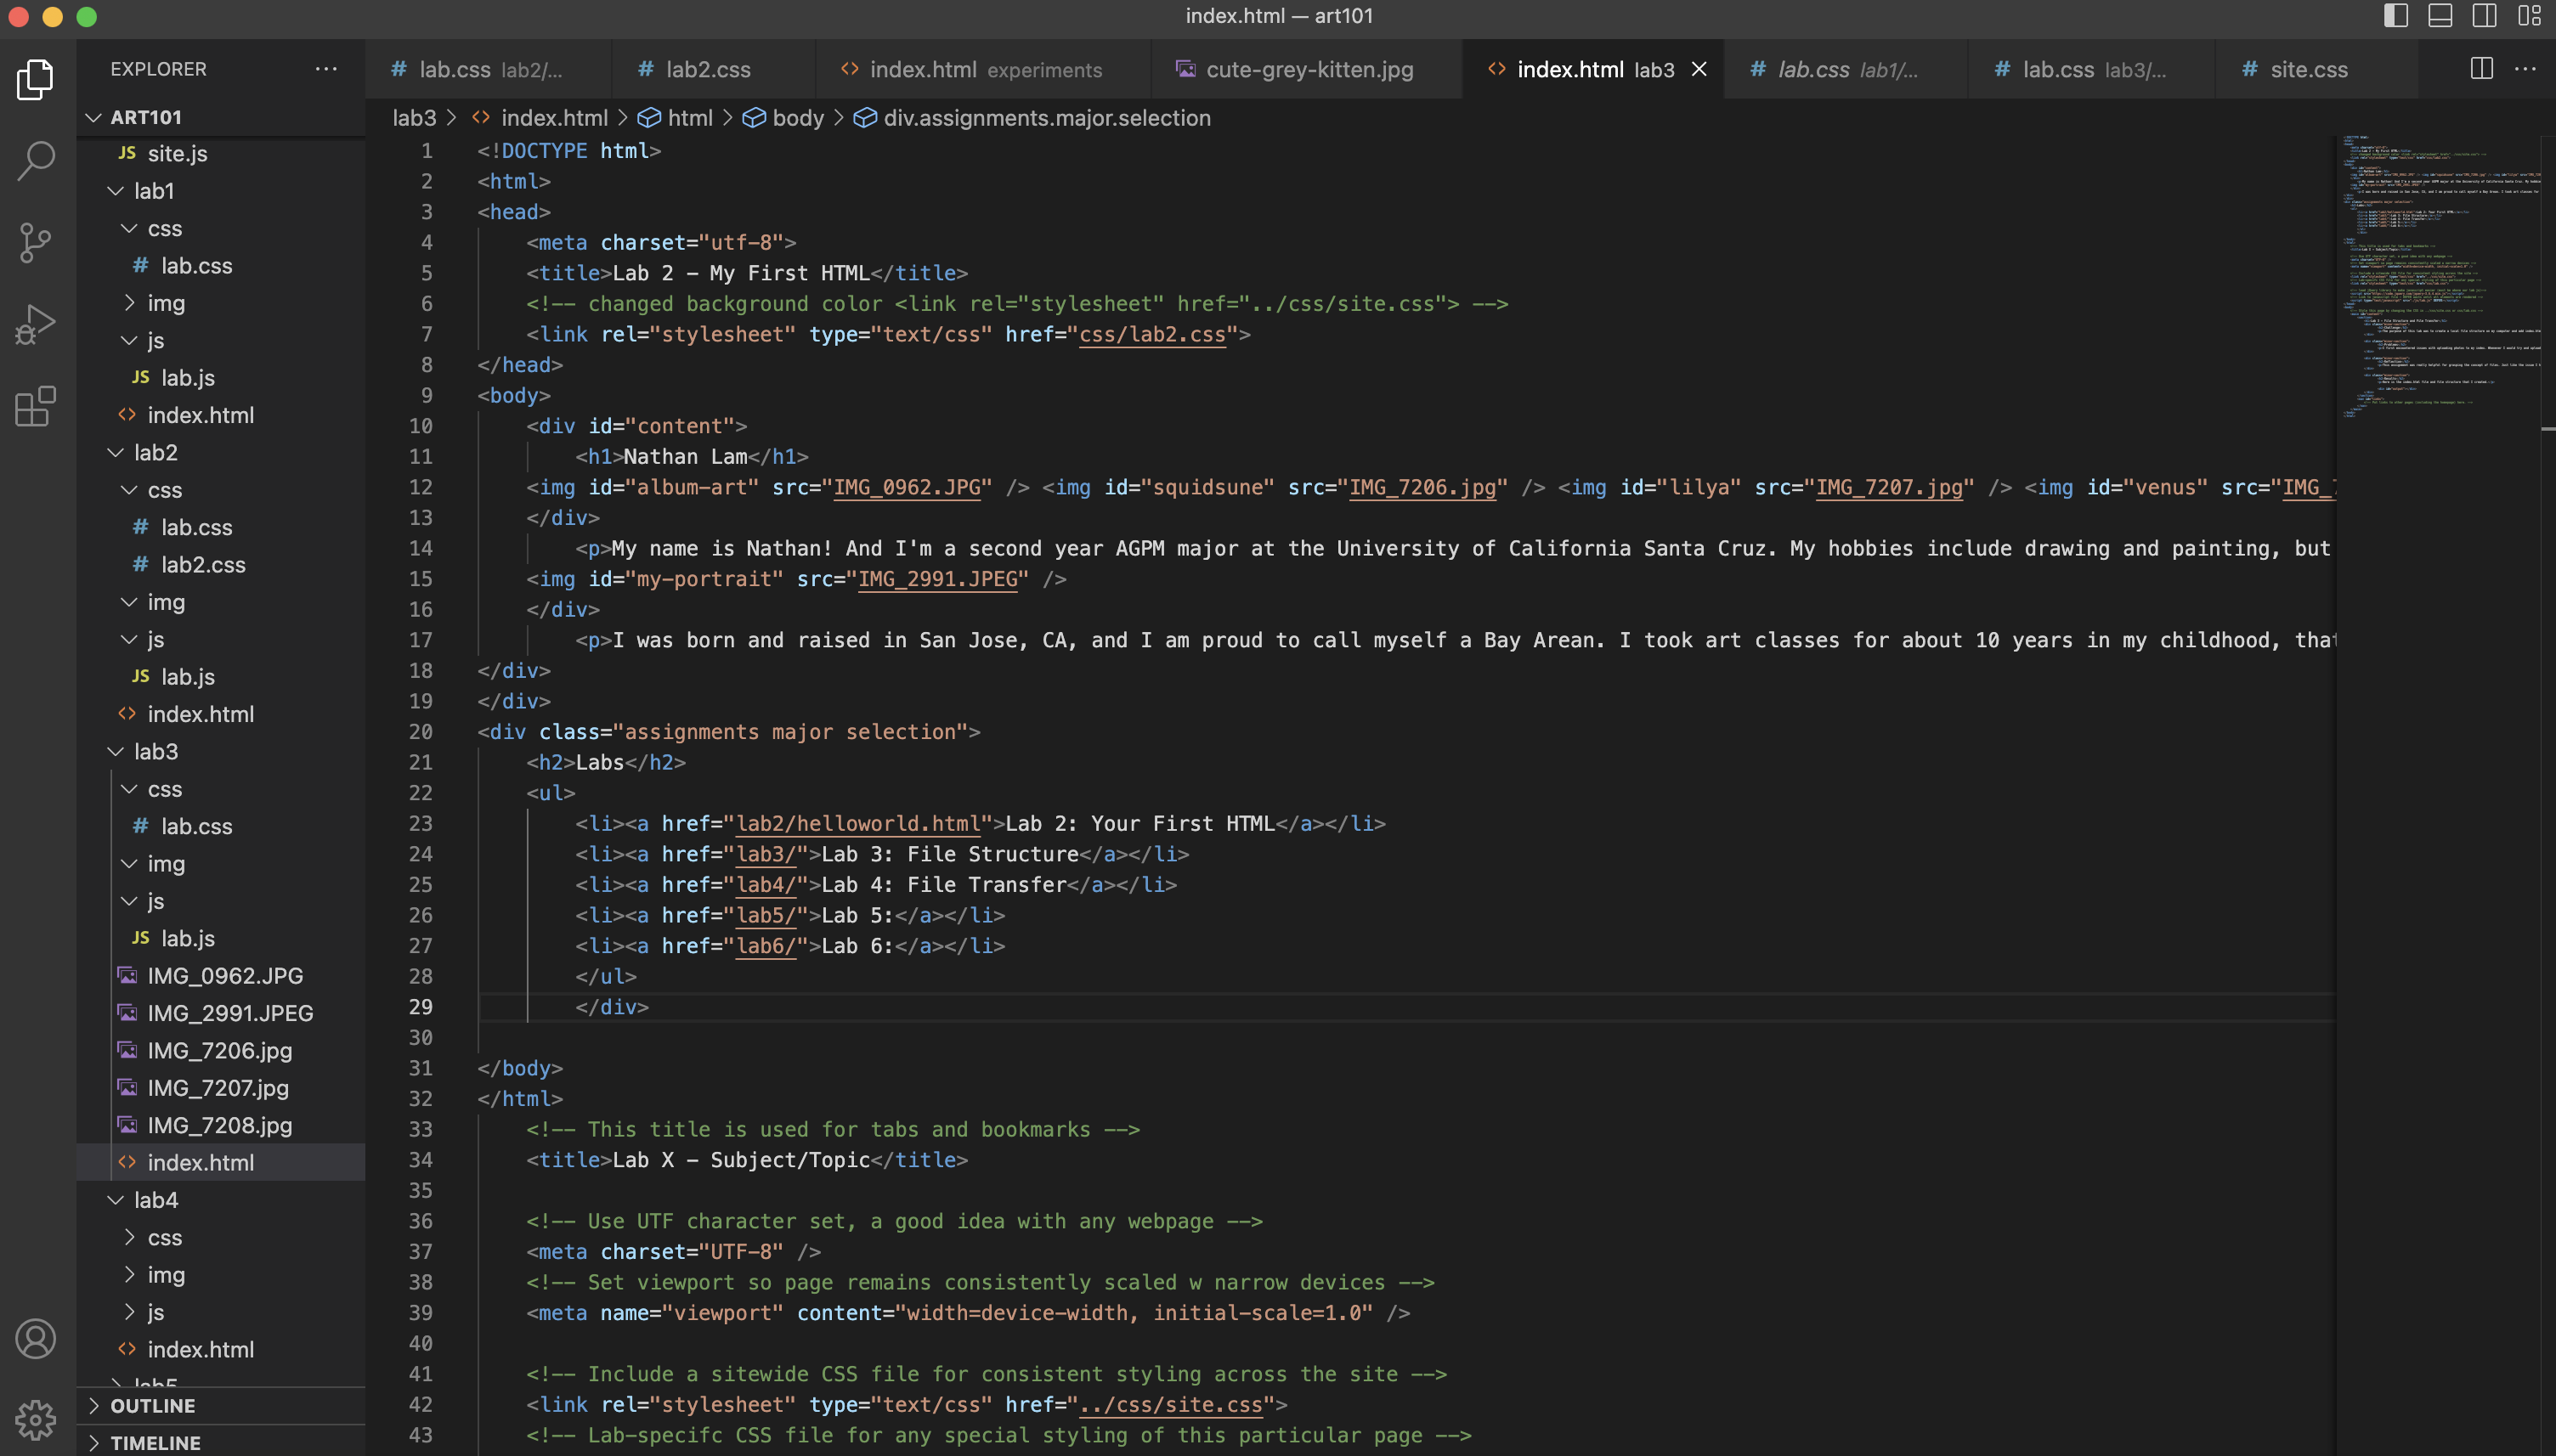 index.html — art101
EXPLORER
lab.css lab2/...
lab2.css
index.html experiments
cute-grey-kitten.jpg
index.html lab3
lab.css lab1/...
lab.css lab3/...
site.css
ART101
JS site.js
lab1
css
# lab.css
img
js
JS lab.js
index.html
lab2
css
# lab.css
# lab2.css
img
js
JS lab.js
index.html
lab3
css
# lab.css
img
js
JS lab.js
IMG_0962.JPG
IMG_2991.JPEG
IMG_7206.jpg
IMG_7207.jpg
IMG_7208.jpg
index.html
lab4
css
img
js
index.html
lab5
OUTLINE
TIMELINE
lab3 > index.html > html > body > div.assignments.major.selection
1 <!DOCTYPE html>
2 <html>
3 <head>
4 <meta charset="utf-8">
5 <title>Lab 2 - My First HTML</title>
6 <!-- changed background color <link rel="stylesheet" href="../css/site.css"> -->
7 <link rel="stylesheet" type="text/css" href="css/lab2.css">
8 </head>
9 <body>
10 <div id="content">
11 <h1>Nathan Lam</h1>
12 <img id="album-art" src="IMG_0962.JPG" /> <img id="squidsune" src="IMG_7206.jpg" /> <img id="lilya" src="IMG_7207.jpg" /> <img id="venus" src="IMG_7
13 </div>
14 <p>My name is Nathan! And I'm a second year AGPM major at the University of California Santa Cruz. My hobbies include drawing and painting, but
15 <img id="my-portrait" src="IMG_2991.JPEG" />
16 </div>
17 <p>I was born and raised in San Jose, CA, and I am proud to call myself a Bay Arean. I took art classes for about 10 years in my childhood, that
18 </div>
19 </div>
20 <div class="assignments major selection">
21 <h2>Labs</h2>
22 <ul>
23 <li><a href="lab2/helloworld.html">Lab 2: Your First HTML</a></li>
24 <li><a href="lab3/">Lab 3: File Structure</a></li>
25 <li><a href="lab4/">Lab 4: File Transfer</a></li>
26 <li><a href="lab5/">Lab 5:</a></li>
27 <li><a href="lab6/">Lab 6:</a></li>
28 </ul>
29 </div>
30
31 </body>
32 </html>
33 <!-- This title is used for tabs and bookmarks -->
34 <title>Lab X - Subject/Topic</title>
35
36 <!-- Use UTF character set, a good idea with any webpage -->
37 <meta charset="UTF-8" />
38 <!-- Set viewport so page remains consistently scaled w narrow devices -->
39 <meta name="viewport" content="width=device-width, initial-scale=1.0" />
40
41 <!-- Include a sitewide CSS file for consistent styling across the site -->
42 <link rel="stylesheet" type="text/css" href="../css/site.css">
43 <!-- Lab-specifc CSS file for any special styling of this particular page -->